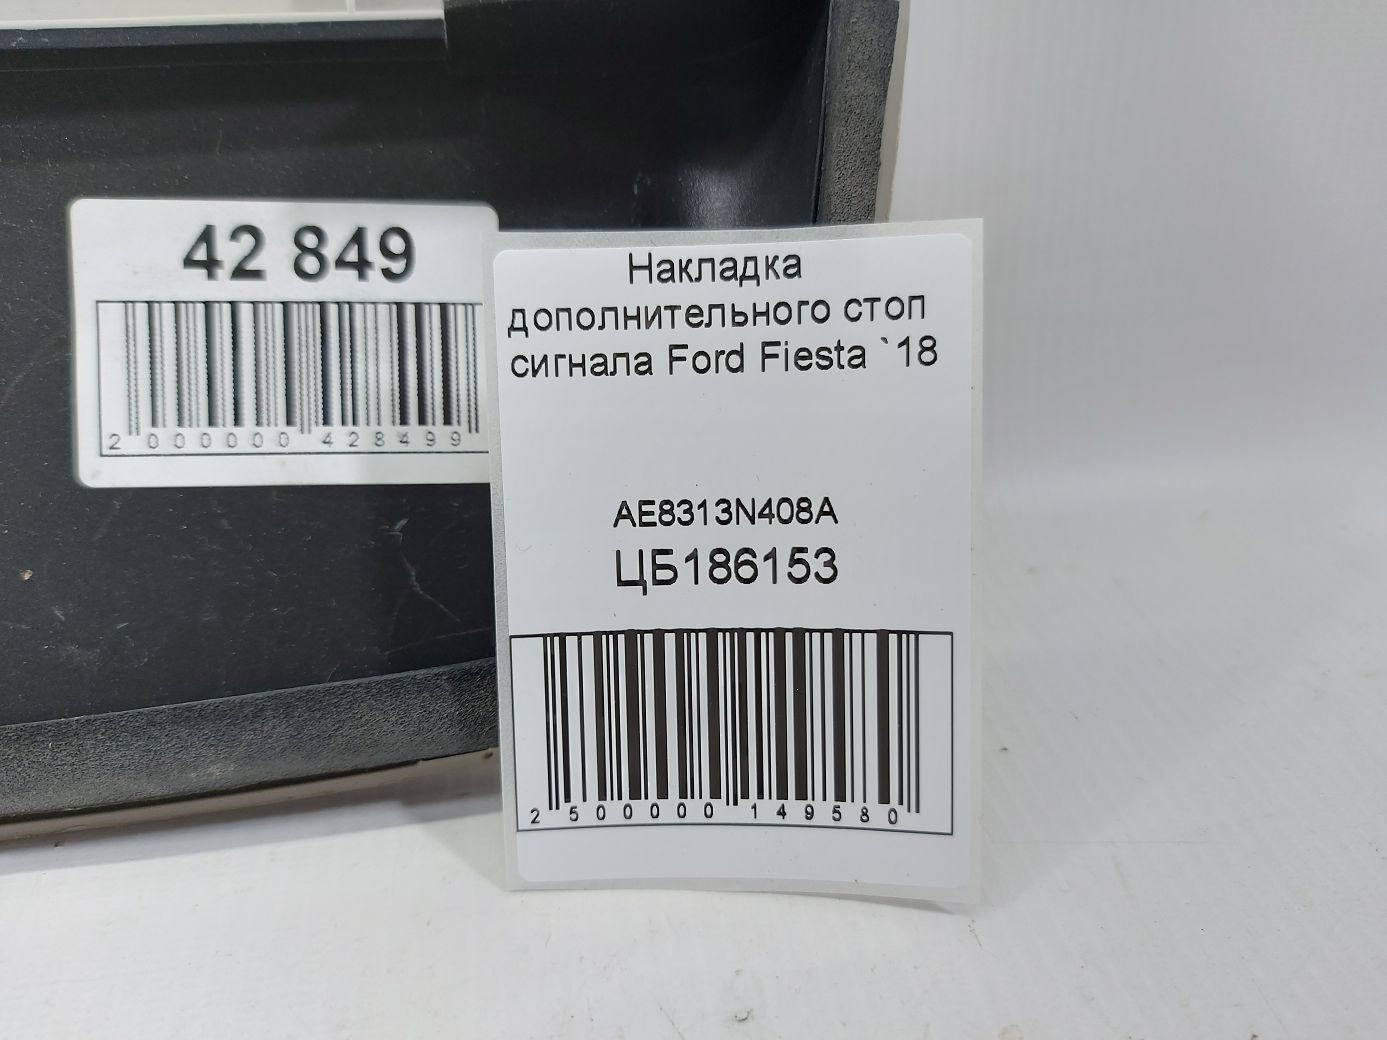 42 849
2 000000 428499
Накладка
дополнительного стоп
сигнала Ford Fiesta `18
AE8313N408A
ЦБ186153
2 500000 149580